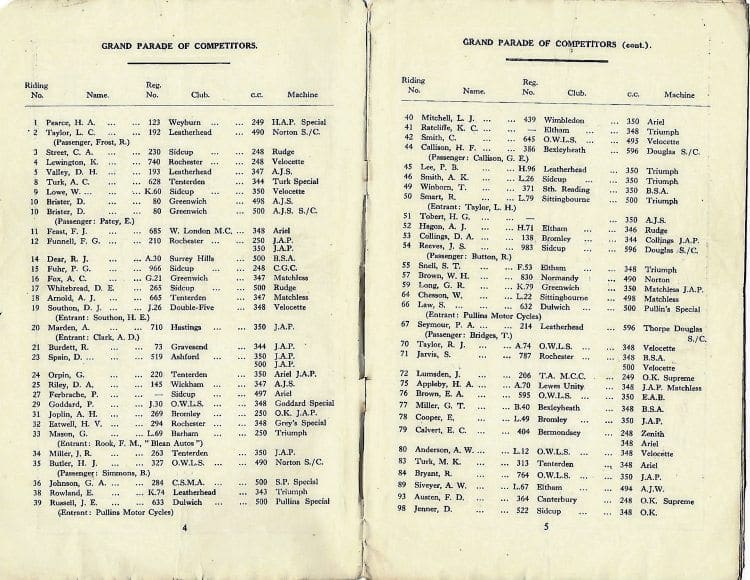 GRAND PARADE OF COMPETITORS.
Riding Reg.
No. Name. No. Club. c.c. Machine
1 Pearce, H. A. ... ... 123 Weyburn ... ... 249 H.A.P. Special
2 Taylor, L. C. ... ... 192 Leatherhead ... 490 Norton S./C.
(Passenger, Frost, R.)
3 Street, C. A. ... ... 230 Sidcup ... ... 248 Rudge
4 Lewington, K. ... ... 740 Rochester ... ... 248 Velocette
5 Valley, D. H. ... ... 193 Leatherhead ... 347 A.J.S.
8 Turk, A. C. ... ... 628 Tenterden ... 344 Turk Special
9 Lowe, W. ... ... ... K.60 Sidcup ... ... 350 Velocette
10 Brister, D. ... ... 80 Greenwich ... 498 A.J.S.
10 Brister, D. ... ... 80 Greenwich ... 500 A.J.S. S./C.
(Passenger: Patey, E.)
11 Feast, F. J. ... ... 685 W. London M.C. ... 348 Ariel
12 Funnell, F. G. ... ... 210 Rochester ... ... 250 J.A.P.
350 J.A.P.
14 Dear, R. J. ... ... A.30 Surrey Hills ... 500 B.S.A.
15 Fuhr, P. G. ... ... 966 Sidcup ... ... 248 C.G.C.
16 Fox, A. C. ... ... G.21 Greenwich ... 347 Matchless
17 Whitebread, D. E. ... 265 Sidcup ... ... 500 Rudge
18 Arnold, A. J. ... ... 665 Tenterden ... 347 Matchless
19 Southon, D. J. ... ... J.26 Double-Five ... 348 Velocette
(Entrant: Southon, H. E.)
20 Marden, A. ... ... 710 Hastings ... ... 350 J.A.P.
(Entrant: Clark, A. D.)
21 Burdett, R. ... ... 73 Gravesend ... 344 J.A.P.
23 Spain, D. ... ... ... 519 Ashford ... ... 350 J.A.P.
500 J.A.P.
24 Orpin, G. ... ... 220 Tenterden ... 350 Ariel J.A.P.
25 Riley, D. A. ... ... 145 Wickham ... ... 347 A.J.S.
27 Ferbrache, P. ... ... — Sidcup ... ... 497 Ariel
29 Goddard, P. ... ... J.30 O.W.L.S. ... ... 348 Goddard Special
31 Joplin, A. H. ... ... 269 Bromley ... ... 250 O.K. J.A.P.
32 Eatwell, H. V. ... ... 294 Rochester ... ... 348 Grey's Special
33 Mason, G. ... ... L.69 Barham ... ... 250 Triumph
(Entrant: Rook, F. M., "Blean Autos")
34 Miller, J, R. ... ... 263 Tenterden ... 350 J.A.P.
35 Butler, H. J. ... ... 327 O.W.L.S. ... ... 490 Norton S./C.
(Passenger: Simmons, B.)
36 Johnson, G. A. ... ... 284 C.S.M.A. ... ... 500 S.P. Special
38 Rowland, E. ... ... K.74 Leatherhead ... 343 Triumph
39 Russell, J. E. ... ... 633 Dulwich ... ... 500 Pullins Special
(Entrant: Pullins Motor Cycles)
4
GRAND PARADE OF COMPETITORS (cont.).
Riding Reg.
No. Name. No. Club. c.c. Machine
40 Mitchell, L. J. ... ... 439 Wimbledon ... 350 Ariel
41 Ratcliffe, K. C. ... ... — Eltham ... ... 348 Triumph
42 Smith, C. ... ... 645 O.W.L.S. ... ... 495 Velocette
44 Callison, H. F. ... ... 386 Bexleyheath ... 596 Douglas S./C.
(Passenger: Callison, G. E.)
45 Lee, P. B. ... ... H.96 Leatherhead ... 350 Triumph
46 Smith, A. K. ... ... L.26 Sidcup ... ... 350 Triumph
49 Winborn, T. ... ... 371 Sth. Reading ... 350 B.S.A.
50 Smart, R. ... ... L.79 Sittingbourne ... 500 Triumph
(Entrant: Taylor, L. H.)
51 Tobert, H. G. ... ... — ... 350 A.J.S.
52 Hagon, A. J. ... ... H.71 Eltham ... ... 346 Rudge
53 Collings, D. A. ... ... 138 Bromley ... ... 344 Collings J.A.P.
54 Reeves, J. S. ... ... 983 Sidcup ... ... 596 Douglas S./C.
(Passenger: Button, R.)
55 Snell, S. T. ... ... F.53 Eltham ... ... 348 Triumph
57 Brown, W. H. ... ... 830 Normandy ... 490 Norton
59 Long, G. R. ... ... K.79 Greenwich ... 350 Matchless J.A.P.
64 Chesson, W. ... ... L.22 Sittingbourne ... 498 Matchless
66 Law, S. ... ... ... 632 Dulwich ... ... 500 Pullin's Special
(Entrant: Pullins Motor Cycles)
67 Seymour, P. A. ... ... 214 Leatherhead ... 596 Thorpe Douglas
(Passenger: Bridges, T.) S./C.
70 Taylor, R. J. ... ... A.74 O.W.L.S. ... ... 348 Velocette
71 Jarvis, S. ... ... 787 Rochester ... ... 348 B.S.A.
500 Velocette
72 Lumsden, J. ... ... 206 T.A. M.C.C. ... 249 O.K. Supreme
75 Appleby, H. A. ... ... A.70 Lewes Unity ... 348 J.A.P. Matchless
76 Brown, E. A. ... ... 595 O.W.L.S. ... ... 350 E.A.B.
77 Miller, G. T. ... ... B.40 Bexleyheath ... 348 B.S.A.
78 Cooper, E, ... ... L.49 Bromley ... ... 350 J.A.P.
79 Calvert, E. C. ... ... 404 Bermondsey ... 248 Zenith
348 Ariel
80 Anderson, A. W. ... ... L.12 O.W.L.S. ... ... 348 Velocette
83 Turk, M. K. ... ... 313 Tenterden ... 348 Ariel
84 Bryant, R. ... ... 764 O.W.L.S. ... ... 350 J.A.P.
89 Siveyer, A. W. ... ... L.67 Eltham ... ... 494 A.J.W.
93 Austen, F. D. ... ... 364 Canterbury ... 248 O.K. Supreme
98 Jenner, D. ... ... 522 Sidcup ... ... 348 O.K.
5